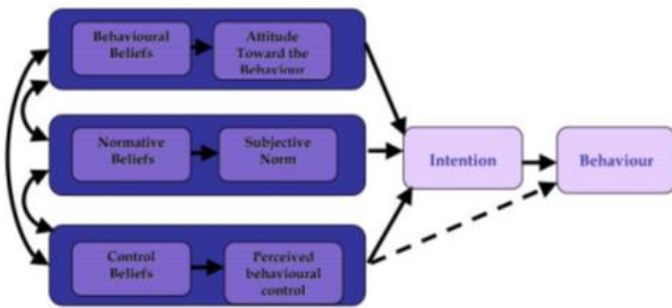 Behavioural
Beliefs
Attitude
Toward the
Behaviour
Normative
Beliefs
Subjective
Norm
Intention
Behaviour
Control
Beliefs
Perceived
behavioural
control